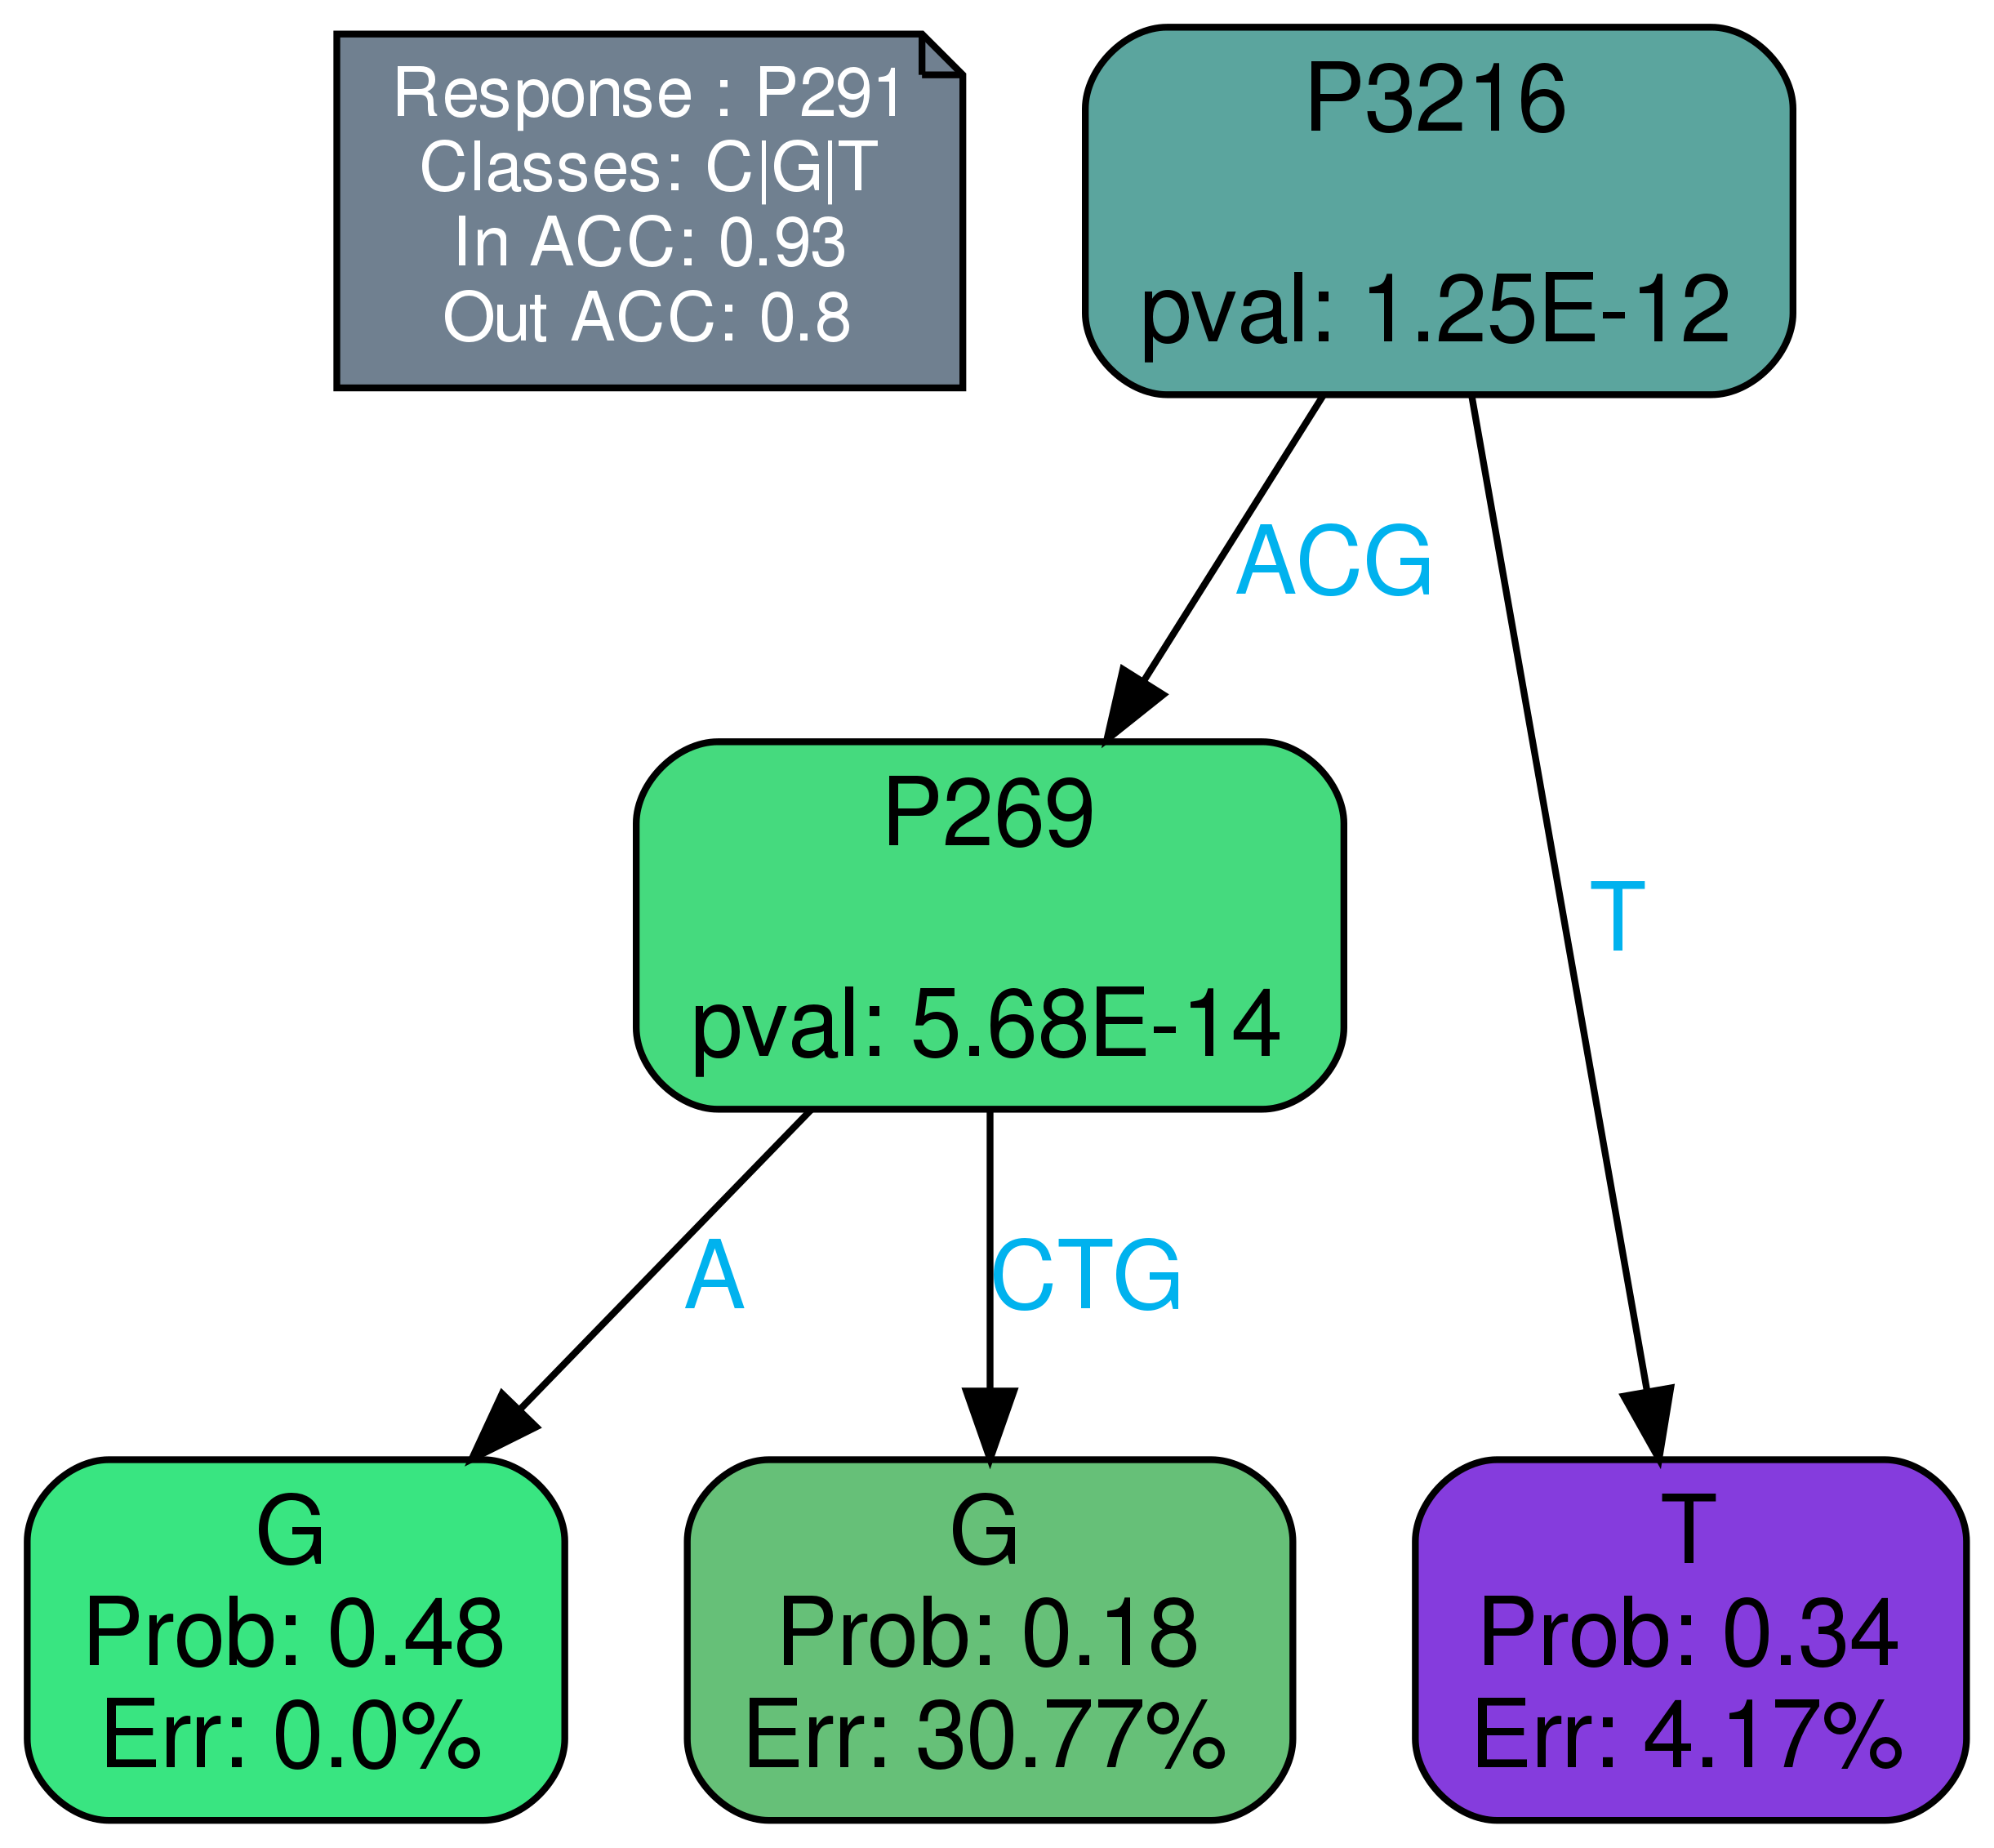 Response : P291
Classes: C|G|T
In ACC: 0.93
Out ACC: 0.8
P3216
pval: 1.25E-12
ACG
P269
pval: 5.68E-14
T
A
CTG
G
Prob: 0.48
Err: 0.0%
G
Prob: 0.18
Err: 30.77%
T
Prob: 0.34
Err: 4.17%